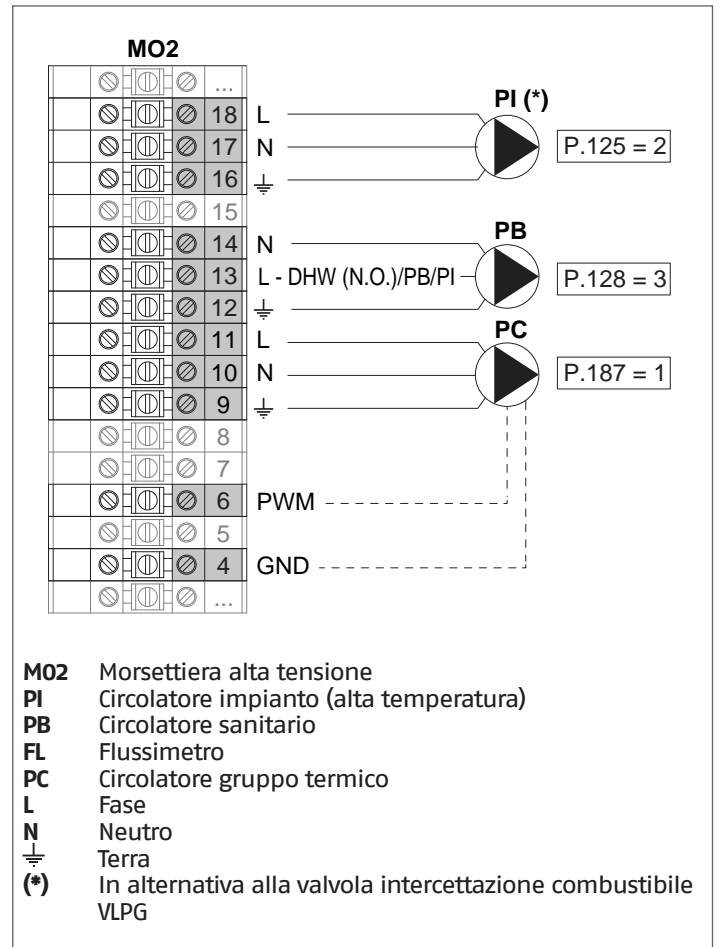 MO2
...
18 L PI (*)
17 N P.125 = 2
16 ⏚
15
14 N PB
13 L - DHW (N.O.)/PB/PI P.128 = 3
12 ⏚
11 L PC
10 N P.187 = 1
9 ⏚
8
7
6 PWM
5
4 GND
...
M02 Morsettiera alta tensione
PI Circolatore impianto (alta temperatura)
PB Circolatore sanitario
FL Flussimetro
PC Circolatore gruppo termico
L Fase
N Neutro
⏚ Terra
(*) In alternativa alla valvola intercettazione combustibile
VLPG